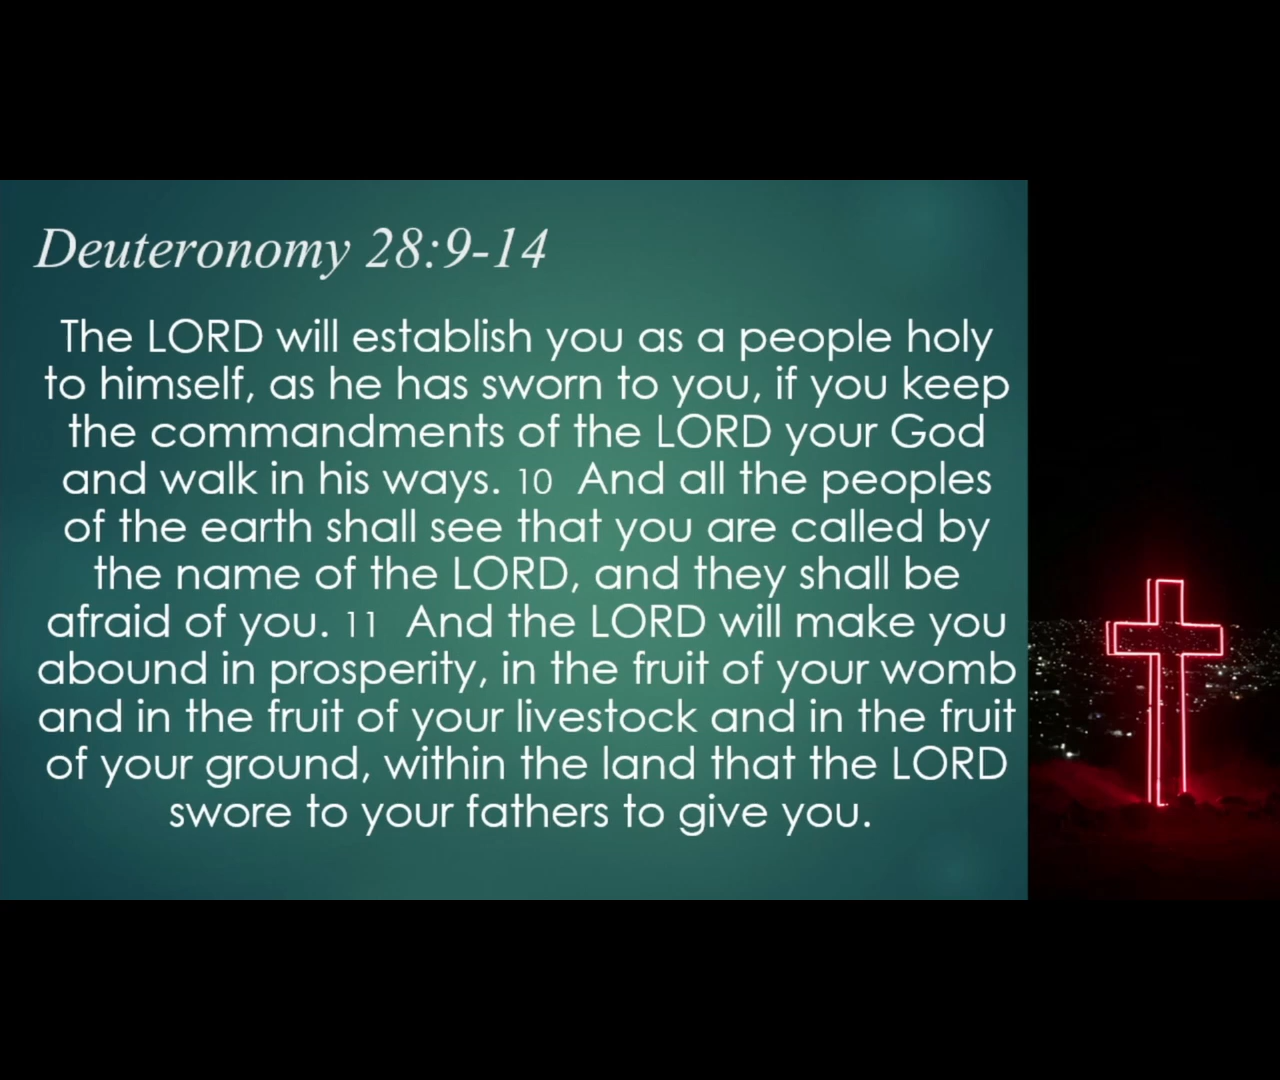 Deuteronomy 28:9-14
The LORD will establish you as a people holy
to himself, as he has sworn to you, if you keep
the commandments of the LORD your God
and walk in his ways. 10 And all the peoples
of the earth shall see that you are called by
the name of the LORD, and they shall be
afraid of you. 11 And the LORD will make you
abound in prosperity, in the fruit of your womb
and in the fruit of your livestock and in the fruit
of your ground, within the land that the LORD
swore to your fathers to give you.